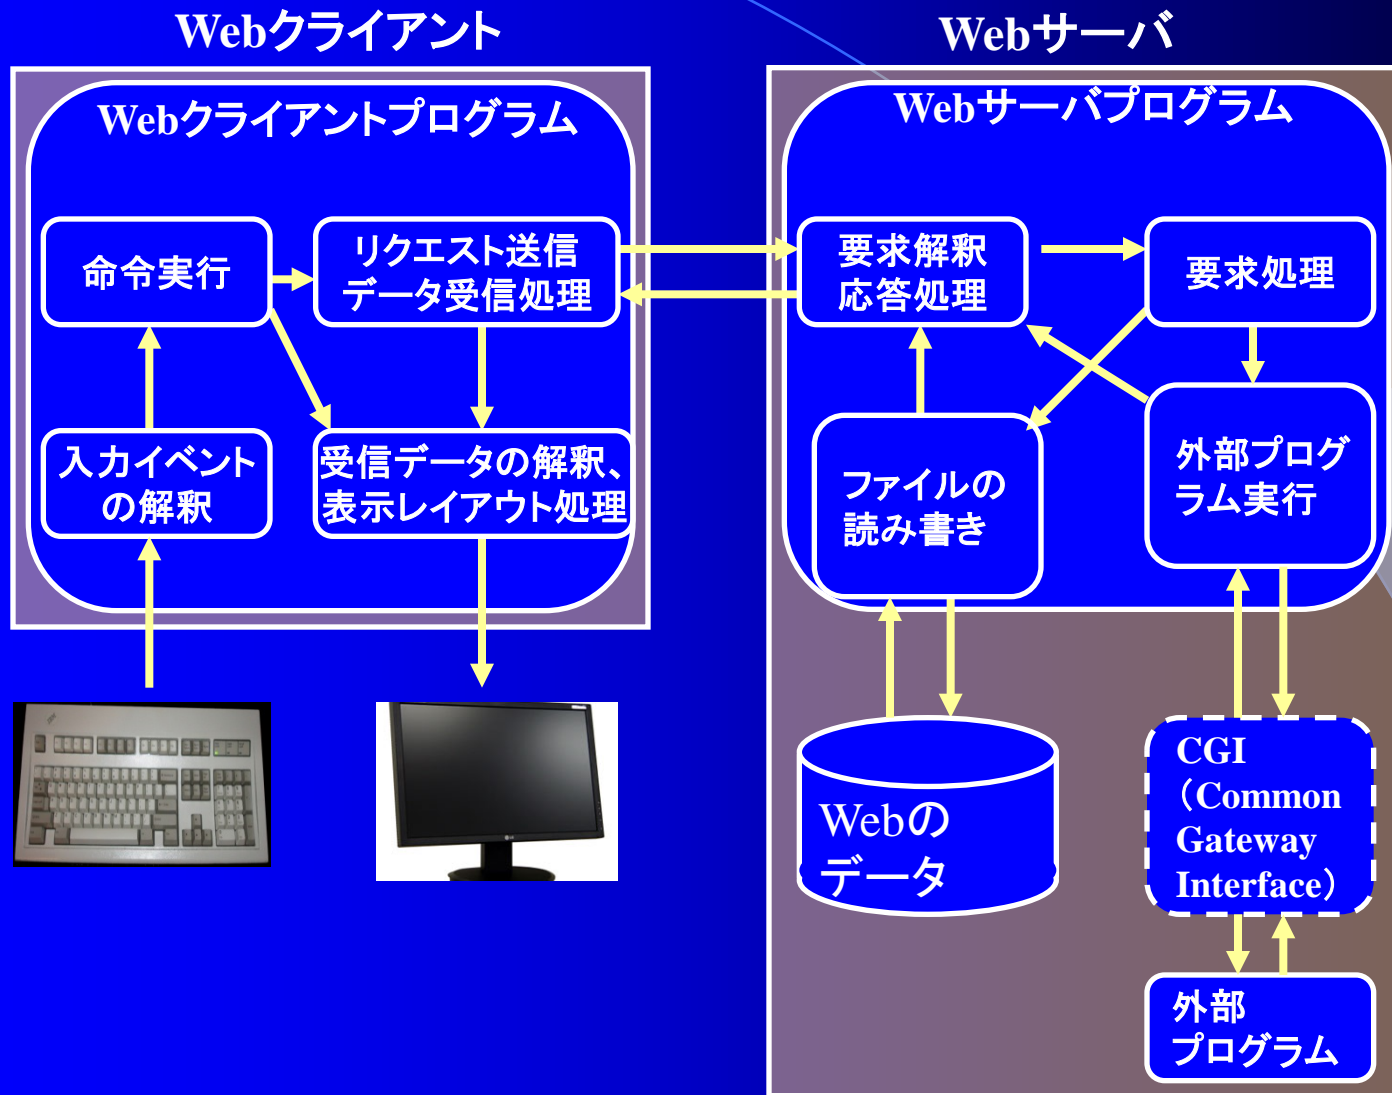 Webクライアント
Webクライアントプログラム
命令実行
リクエスト送信
データ受信処理
入力イベント
の解釈
受信データの解釈、
表示レイアウト処理
Webサーバ
Webサーバプログラム
要求解釈
応答処理
要求処理
ファイルの
読み書き
外部プログ
ラム実行
Webの
データ
CGI
（Common
Gateway
Interface）
外部
プログラム